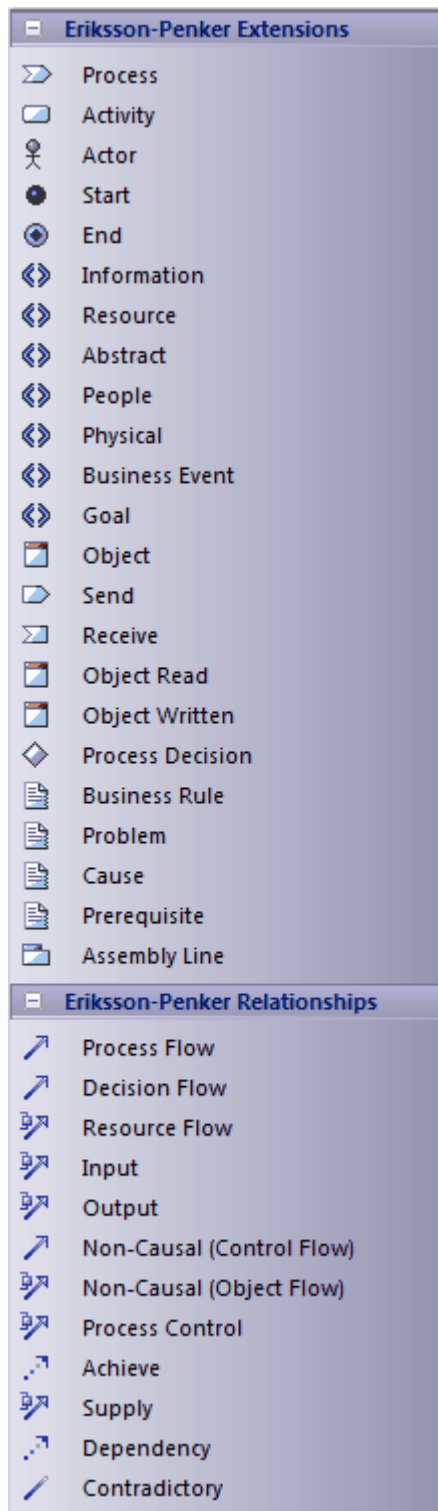 Eriksson-Penker Extensions
Process
Activity
Actor
Start
End
Information
Resource
Abstract
People
Physical
Business Event
Goal
Object
Send
Receive
Object Read
Object Written
Process Decision
Business Rule
Problem
Cause
Prerequisite
Assembly Line
Eriksson-Penker Relationships
Process Flow
Decision Flow
Resource Flow
Input
Output
Non-Causal (Control Flow)
Non-Causal (Object Flow)
Process Control
Achieve
Supply
Dependency
Contradictory